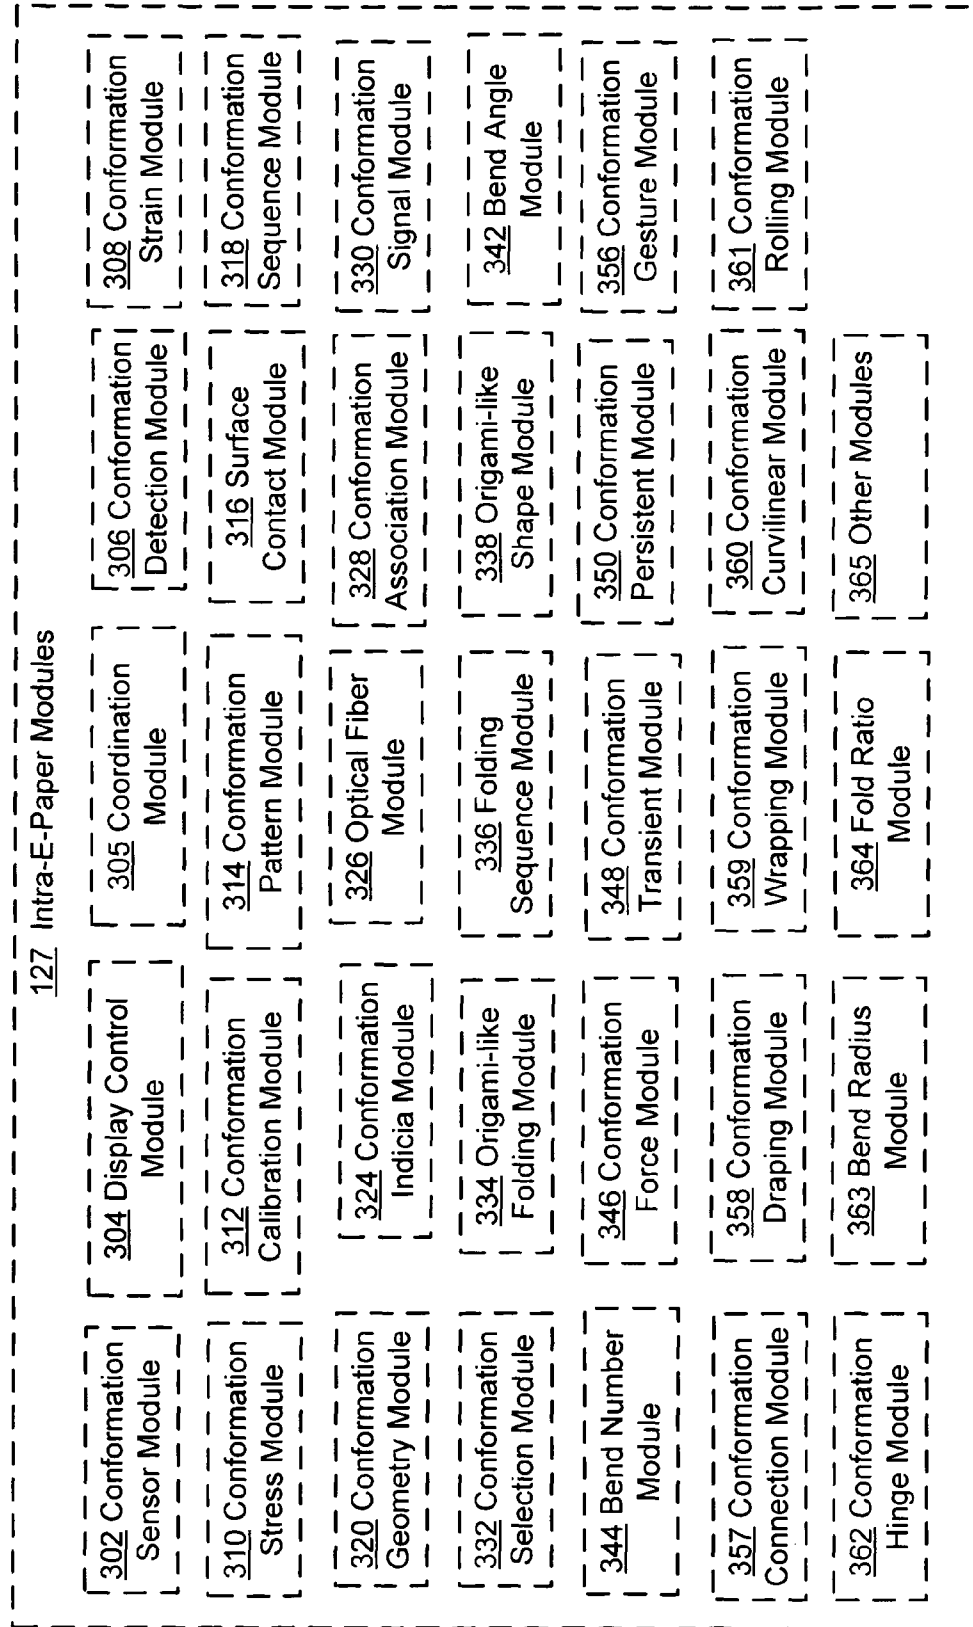 127 Intra-E-Paper Modules
302 Conformation
Sensor Module
304 Display Control
Module
305 Coordination
Module
306 Conformation
Detection Module
308 Conformation
Strain Module
310 Conformation
Stress Module
312 Conformation
Calibration Module
314 Conformation
Pattern Module
316 Surface
Contact Module
318 Conformation
Sequence Module
320 Conformation
Geometry Module
324 Conformation
Indicia Module
326 Optical Fiber
Module
328 Conformation
Association Module
330 Conformation
Signal Module
332 Conformation
Selection Module
334 Origami-like
Folding Module
336 Folding
Sequence Module
338 Origami-like
Shape Module
342 Bend Angle
Module
344 Bend Number
Module
346 Conformation
Force Module
348 Conformation
Transient Module
350 Conformation
Persistent Module
356 Conformation
Gesture Module
357 Conformation
Connection Module
358 Conformation
Draping Module
359 Conformation
Wrapping Module
360 Conformation
Curvilinear Module
361 Conformation
Rolling Module
362 Conformation
Hinge Module
363 Bend Radius
Module
364 Fold Ratio
Module
365 Other Modules